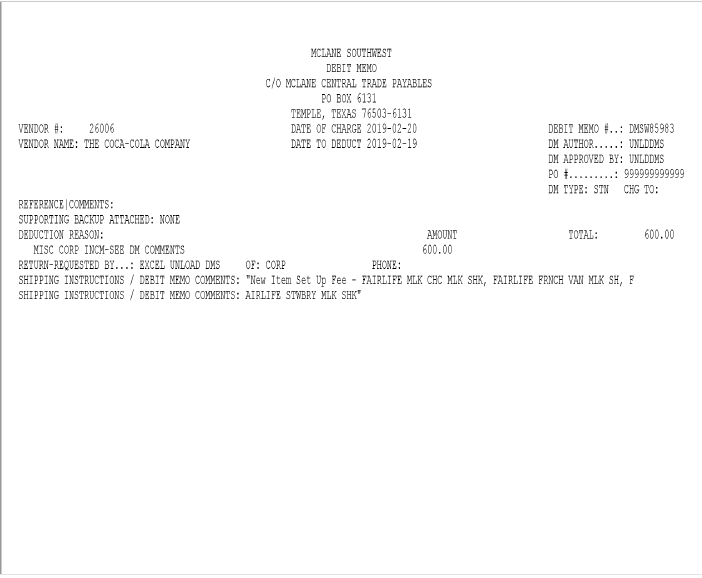 MCLANE SOUTHWEST
DEBIT MEMO
C/O MCLANE CENTRAL TRADE PAYABLES
PO BOX 6131
TEMPLE, TEXAS 76503-6131
VENDOR #: 26006 DATE OF CHARGE 2019-02-20 DEBIT MEMO #..: DMSW85983
VENDOR NAME: THE COCA-COLA COMPANY DATE TO DEDUCT 2019-02-19 DM AUTHOR.....: UNLDDMS
DM APPROVED BY: UNLDDMS
PO #.........: 999999999999
DM TYPE: STN CHG TO:
REFERENCE|COMMENTS:
SUPPORTING BACKUP ATTACHED: NONE
DEDUCTION REASON: AMOUNT TOTAL: 600.00
MISC CORP INCM-SEE DM COMMENTS 600.00
RETURN-REQUESTED BY...: EXCEL UNLOAD DMS OF: CORP PHONE:
SHIPPING INSTRUCTIONS / DEBIT MEMO COMMENTS: "New Item Set Up Fee - FAIRLIFE MLK CHC MLK SHK, FAIRLIFE FRNCH VAN MLK SH, F
SHIPPING INSTRUCTIONS / DEBIT MEMO COMMENTS: AIRLIFE STWBRY MLK SHK"